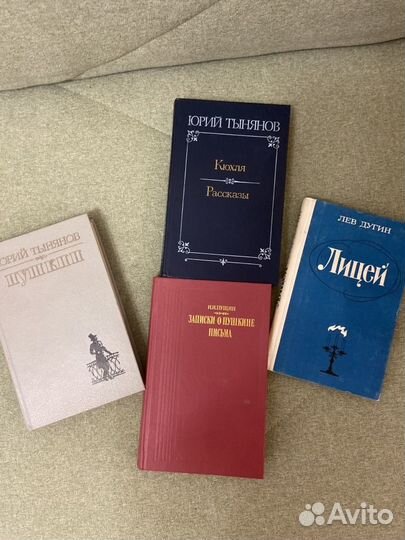 ЮРИЙ ТЫНЯНОВ
Кюхля
Рассказы
ЮРИЙ ТЫНЯНОВ
ПУШКИН
ЛЕВ ДУГИН
Лицей
И.И.ПУЩИН
ЗАПИСКИ О ПУШКИНЕ
ПИСЬМА
Avito